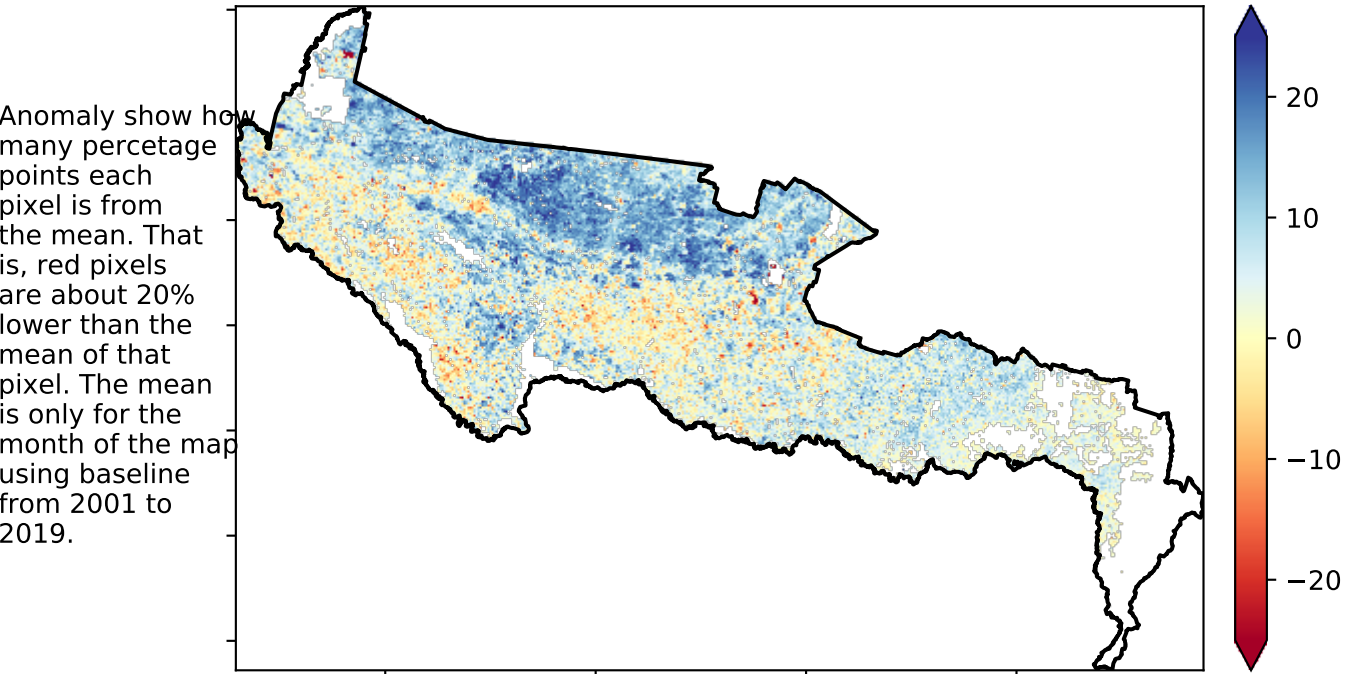 Anomaly show how
many percetage
points each
pixel is from
the mean. That
is, red pixels
are about 20%
lower than the
mean of that
pixel. The mean
is only for the
month of the map
using baseline
from 2001 to
2019.
20
10
0
−10
−20